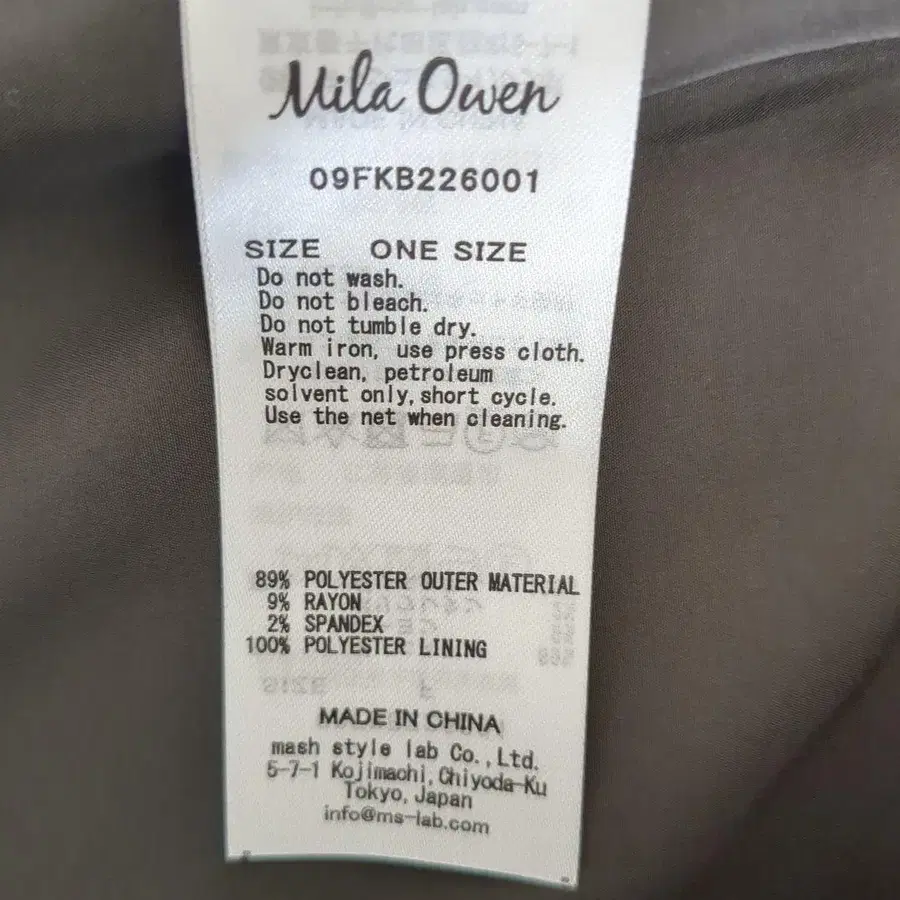 Mila Owen
09FKB226001
SIZE ONE SIZE
Do not wash.
Do not bleach.
Do not tumble dry.
Warm iron, use press cloth.
Dryclean, petroleum
solvent only, short cycle.
Use the net when cleaning.
89% POLYESTER OUTER MATERIAL
9% RAYON
2% SPANDEX
100% POLYESTER LINING
MADE IN CHINA
mash style lab Co., Ltd.
5-7-1 Kojimachi, Chiyoda-Ku
Tokyo, Japan
info@ms-lab.com